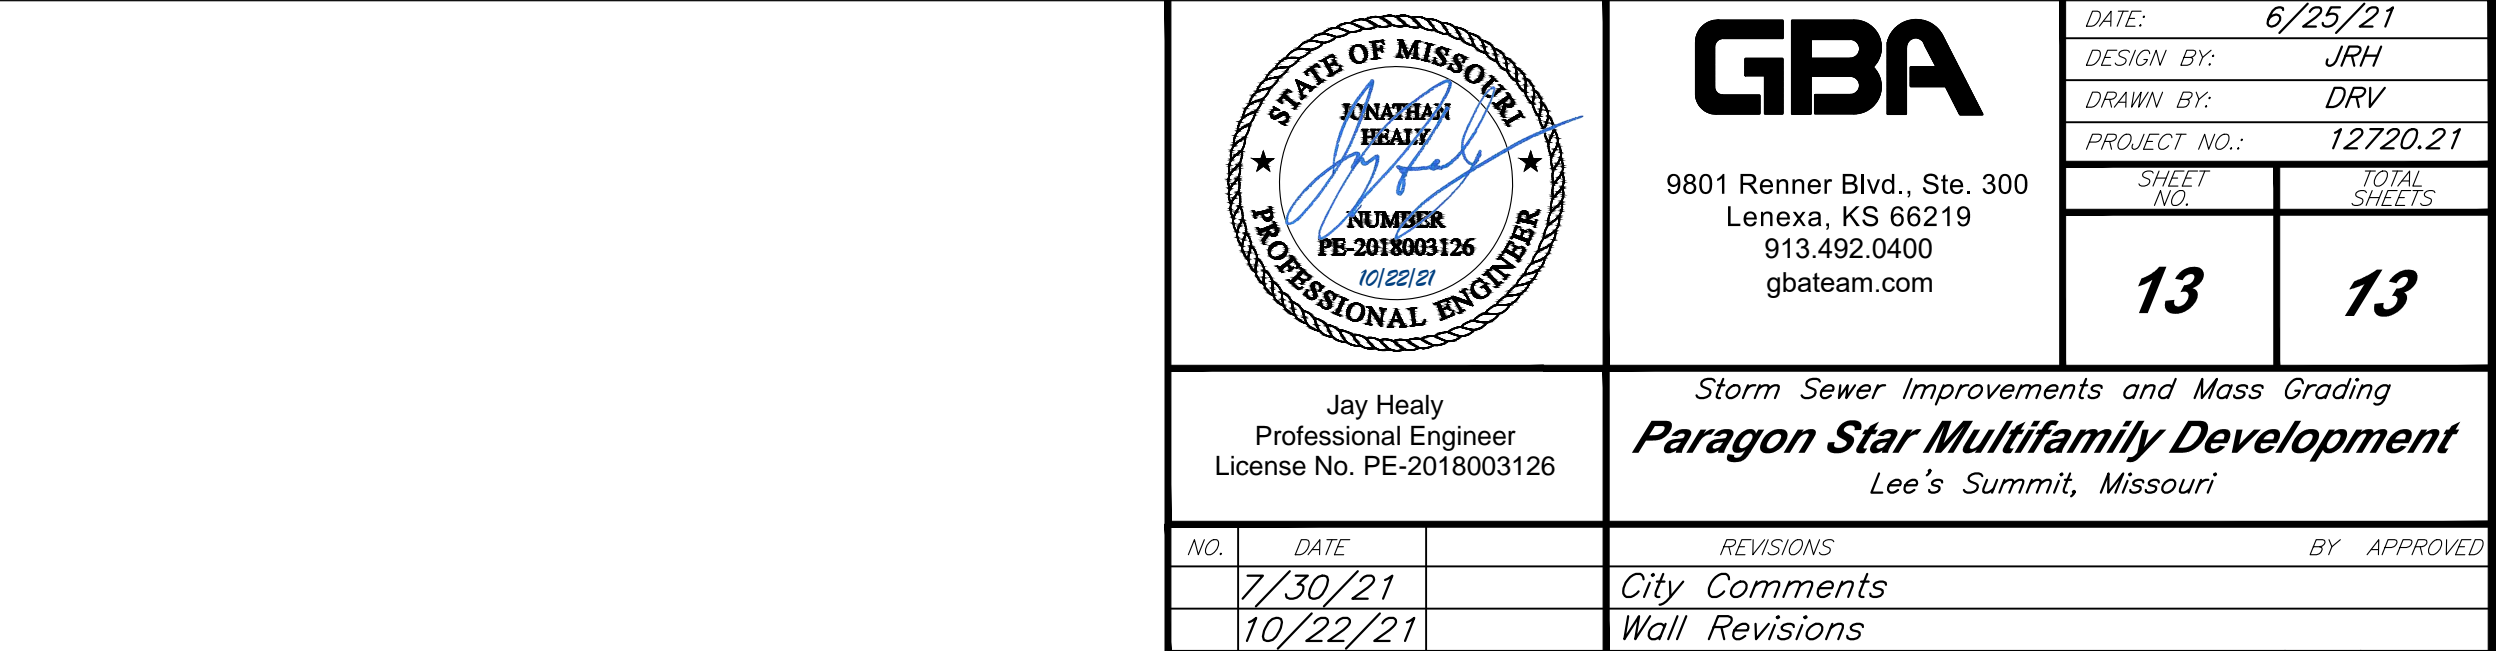 STATE OF MISSOURI
JONATHAN
HEALY
NUMBER
PE-2018003126
10/22/21
PROFESSIONAL ENGINEER
GBA
9801 Renner Blvd., Ste. 300
Lenexa, KS 66219
913.492.0400
gbateam.com
DATE: 6/25/21
DESIGN BY: JRH
DRAWN BY: DRV
PROJECT NO.: 12720.21
SHEET NO. TOTAL SHEETS
13 13
Jay Healy
Professional Engineer
License No. PE-2018003126
Storm Sewer Improvements and Mass Grading
Paragon Star Multifamily Development
Lee's Summit, Missouri
NO. DATE REVISIONS BY APPROVED
7/30/21 City Comments
10/22/21 Wall Revisions